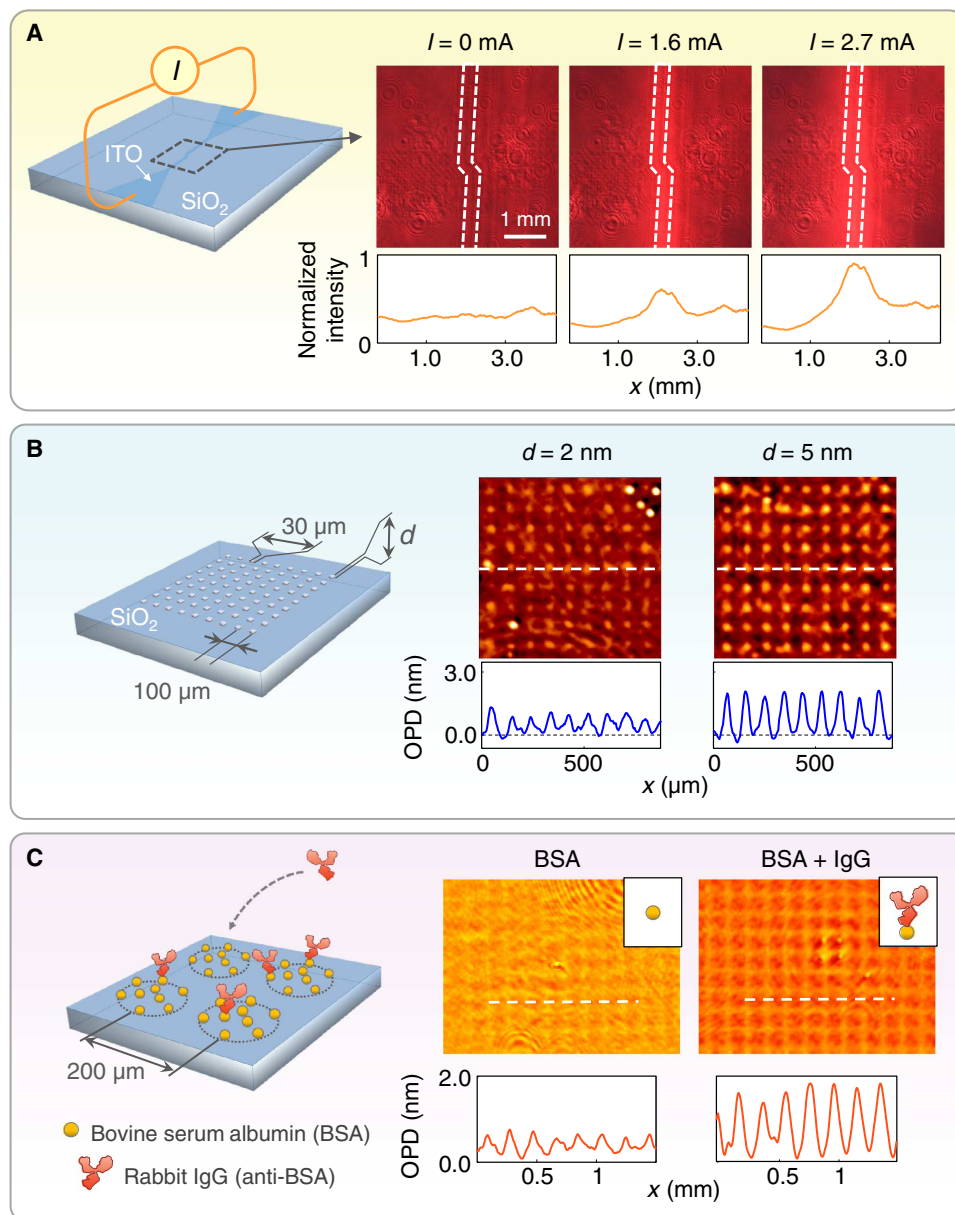 A
I = 0 mA
I = 1.6 mA
I = 2.7 mA
I
ITO
SiO2
1 mm
Normalized
intensity
1
0
1.0 3.0
1.0 3.0
1.0 3.0
x (mm)
B
d = 2 nm
d = 5 nm
30 µm
d
SiO2
100 µm
OPD (nm)
3.0
0.0
0 500
0 500
x (µm)
C
BSA
BSA + IgG
200 µm
Bovine serum albumin (BSA)
Rabbit IgG (anti-BSA)
OPD (nm)
2.0
0.0
0.5 1
0.5 1
x (mm)